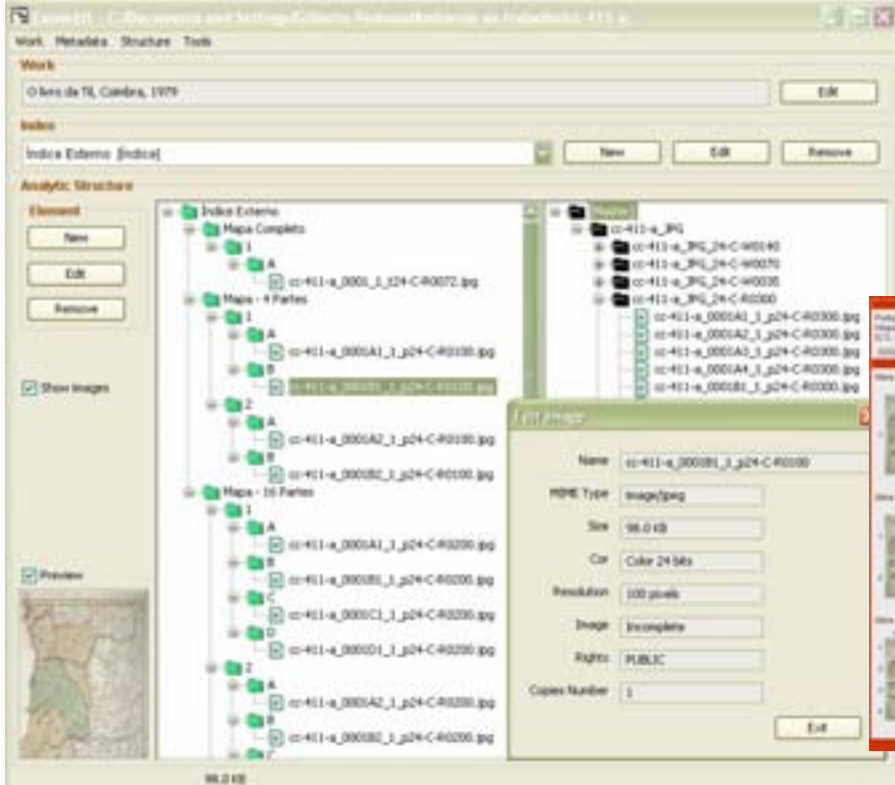 Work Metadata Structure Tools
Work
Coimbra, 1979
Edit
Index
Índice Externo [Índice]
New
Edit
Remove
Analytic Structure
Element
New
Edit
Remove
Show Images
Preview
Índice Externo
Mapa Completo
1
A
cc-411-a_0001_1_t24-C-R0072.jpg
Mapa - 4 Partes
1
A
cc-411-a_0001A1_1_p24-C-R0100.jpg
B
cc-411-a_0001B1_1_p24-C-R0100.jpg
2
A
cc-411-a_0001A2_1_p24-C-R0100.jpg
B
cc-411-a_0001B2_1_p24-C-R0100.jpg
Mapa - 16 Partes
1
A
cc-411-a_0001A1_1_p24-C-R0200.jpg
B
cc-411-a_0001B1_1_p24-C-R0200.jpg
C
cc-411-a_0001C1_1_p24-C-R0200.jpg
D
cc-411-a_0001D1_1_p24-C-R0200.jpg
2
A
cc-411-a_0001A2_1_p24-C-R0200.jpg
B
cc-411-a_0001B2_1_p24-C-R0200.jpg
C
cc-411-a_JPG
cc-411-a_JPG_24-C-W0140
cc-411-a_JPG_24-C-W0070
cc-411-a_JPG_24-C-W0035
cc-411-a_JPG_24-C-R0300
cc-411-a_0001A1_1_p24-C-R0300.jpg
cc-411-a_0001A2_1_p24-C-R0300.jpg
cc-411-a_0001A3_1_p24-C-R0300.jpg
cc-411-a_0001A4_1_p24-C-R0300.jpg
cc-411-a_0001B1_1_p24-C-R0300.jpg
Edit Image
Name cc-411-a_0001B1_1_p24-C-R0100
MIME Type image/jpeg
Size 98.0 KB
Cor Color 24 bits
Resolution 100 pixels
Image Incomplete
Rights PUBLIC
Copies Number 1
Exit
98.0 KB